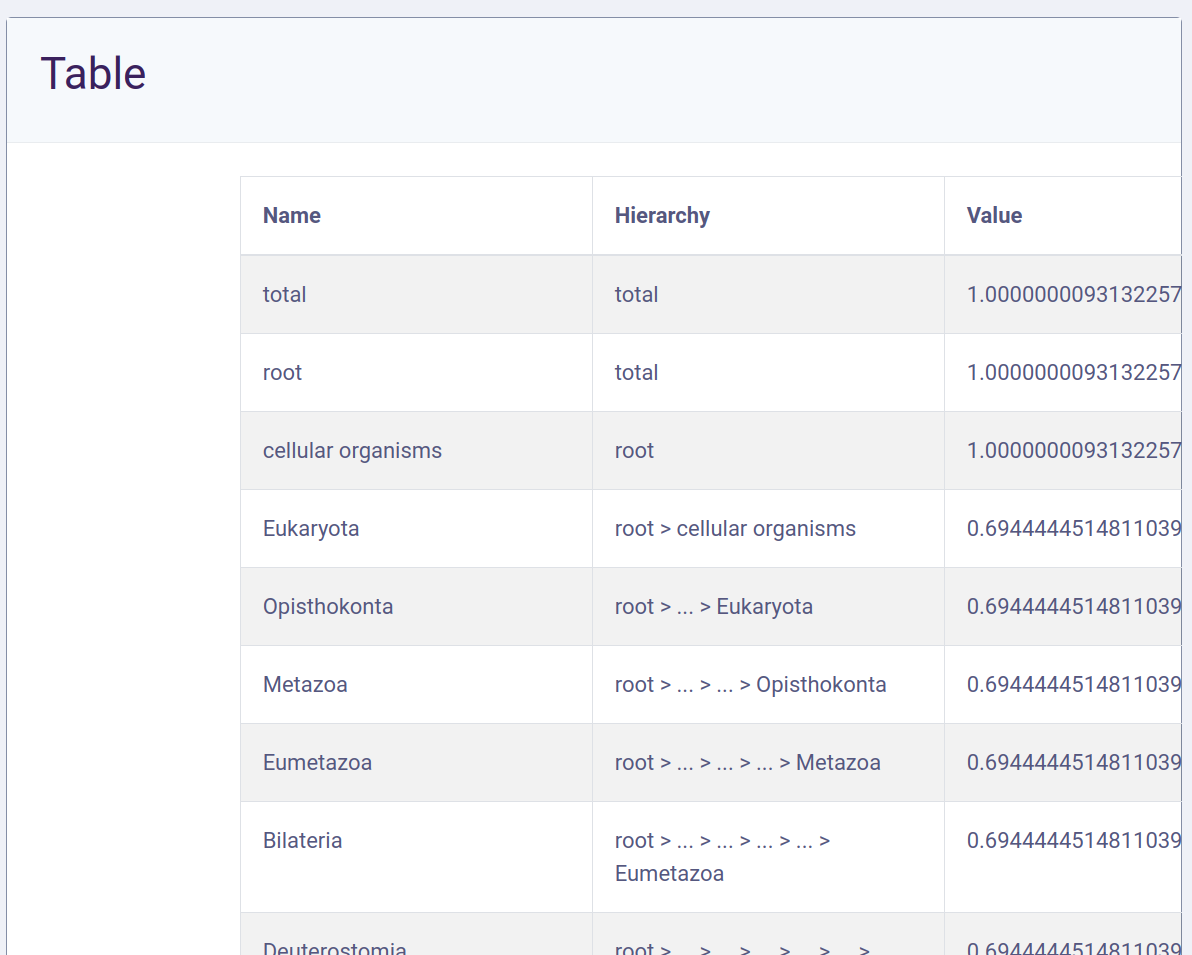 Table
Name Hierarchy Value
total total 1.0000000093132257
root total 1.0000000093132257
cellular organisms root 1.0000000093132257
Eukaryota root > cellular organisms 0.6944444514811039
Opisthokonta root > ... > Eukaryota 0.6944444514811039
Metazoa root > ... > ... > Opisthokonta 0.6944444514811039
Eumetazoa root > ... > ... > ... > Metazoa 0.6944444514811039
Bilateria root > ... > ... > ... > ... > 0.6944444514811039
Eumetazoa
Deuterostomia root > ... > ... > ... > ... > ... > 0.6944444514811039